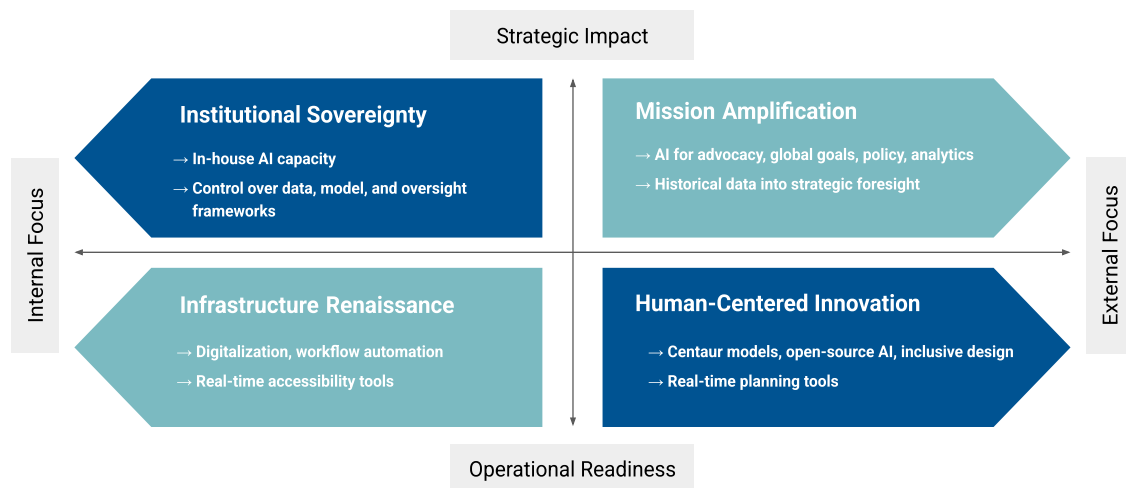 Strategic Impact
Institutional Sovereignty
→ In-house AI capacity
→ Control over data, model, and oversight
frameworks
Mission Amplification
→ AI for advocacy, global goals, policy, analytics
→ Historical data into strategic foresight
Internal Focus
External Focus
Infrastructure Renaissance
→ Digitalization, workflow automation
→ Real-time accessibility tools
Human-Centered Innovation
→ Centaur models, open-source AI, inclusive design
→ Real-time planning tools
Operational Readiness